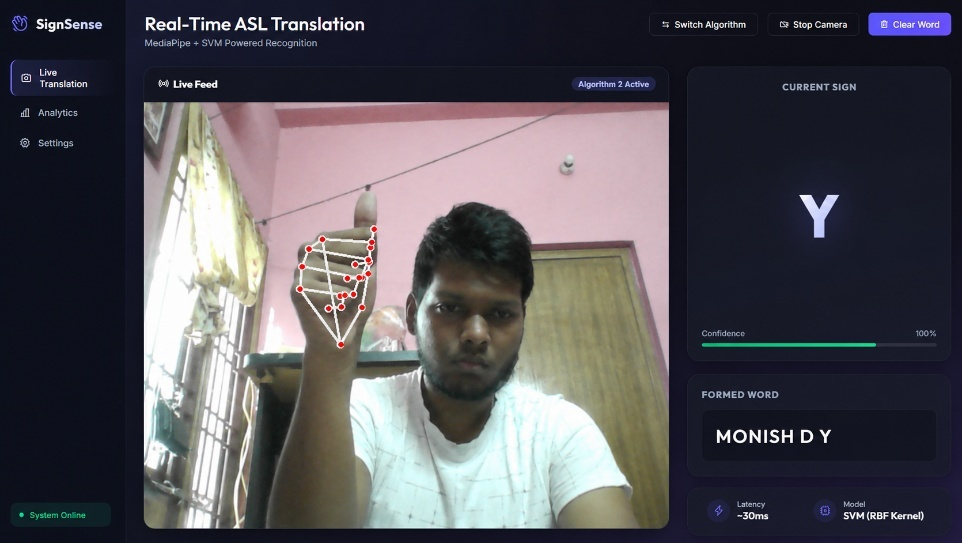 SignSense
Live
Translation
Analytics
Settings
System Online
Real-Time ASL Translation
MediaPipe + SVM Powered Recognition
Switch Algorithm
Stop Camera
Clear Word
Live Feed
Algorithm 2 Active
CURRENT SIGN
Y
Confidence
100%
FORMED WORD
MONISH D Y
Latency
~30ms
Model
SVM (RBF Kernel)